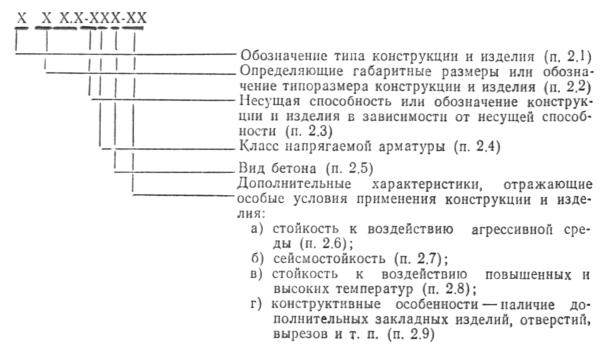 X X X.X-XXX-XX
Обозначение типа конструкции и изделия (п. 2.1)
Определяющие габаритные размеры или обозна-
чение типоразмера конструкции и изделия (п. 2.2)
Несущая способность или обозначение конструк-
ции и изделия в зависимости от несущей способ-
ности (п. 2.3)
Класс напрягаемой арматуры (п. 2.4)
Вид бетона (п. 2.5)
Дополнительные характеристики, отражающие
особые условия применения конструкции и изде-
лия:
а) стойкость к воздействию агрессивной сре-
ды (п. 2.6);
б) сейсмостойкость (п. 2.7);
в) стойкость к воздействию повышенных и
высоких температур (п. 2.8);
г) конструктивные особенности — наличие до-
полнительных закладных изделий, отверстий,
вырезов и т. п. (п. 2.9)